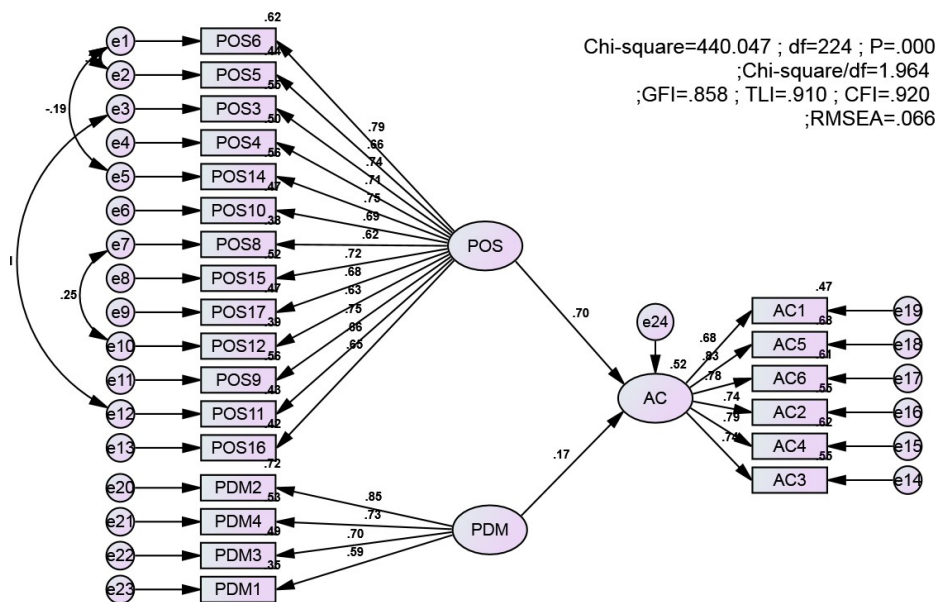 Chi-square=440.047 ; df=224 ; P=.000
;Chi-square/df=1.964
;GFI=.858 ; TLI=.910 ; CFI=.920
;RMSEA=.066
.62
e1 POS6
.44
e2 POS5
.55
-.19
e3 POS3
.50
e4 POS4
.56
e5 POS14
.47
e6 POS10
.38
e7 POS8
.52
e8 POS15
.47
.25
e9 POS17
.39
e10 POS12
.56
e11 POS9
.43
e12 POS11
.42
e13 POS16
.72
e20 PDM2
.53
e21 PDM4
.49
e22 PDM3
.35
e23 PDM1
.79
.66
.74
.71
.75
.69
.62
.72
.68
.63
.75
.65
POS
.85
.73
.70
.59
PDM
.70
.17
e24
.52
AC
.68
.83
.78
.74
.79
.74
.47
AC1 e19
.68
AC5 e18
.61
AC6 e17
.55
AC2 e16
.62
AC4 e15
.55
AC3 e14